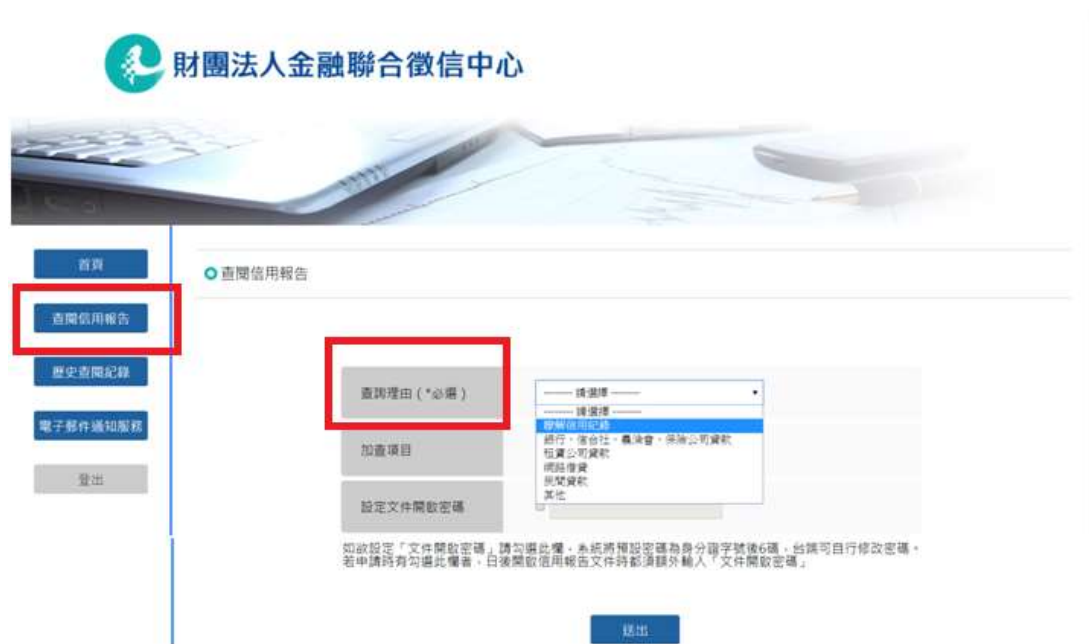 財團法人金融聯合徵信中心
首頁
查閱信用報告
歷史查閱紀錄
電子郵件通知服務
登出
查閱信用報告
查詢理由(*必選)
-------- 請選擇 --------
-------- 請選擇 --------
瞭解信用紀錄
銀行、信合社、農漁會、保險公司貸款
租賃公司貸款
網路借貸
民間貸款
其他
加查項目
設定文件開啟密碼
如欲設定「文件開啟密碼」請勾選此欄,系統將預設密碼為身分證字號後6碼,台端可自行修改密碼。
若申請時有勾選此欄者,日後開啟信用報告文件時都須額外輸入「文件開啟密碼」
送出